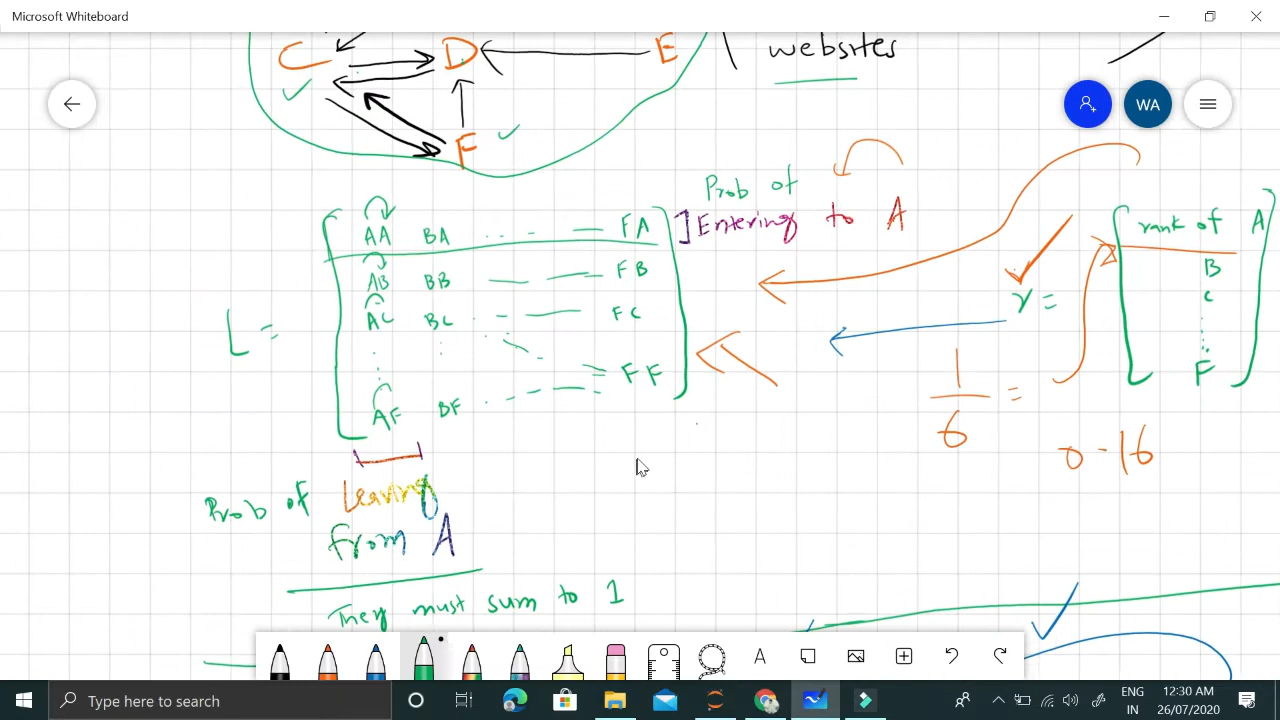 Microsoft Whiteboard
C D E
websites
F
WA
Prob of
Entering to A
L =
AA BA FA
AB BB FB
AC BC FC
AF BF FF
r =
rank of A
B
C
F
1
6
=
0.16
Prob of Leaving
from A
They must sum to 1
A
Type here to search
ENG
IN
12:30 AM
26/07/2020